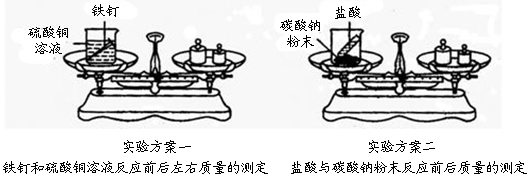 铁钉
硫酸铜
溶液
盐酸
碳酸钠
粉末
实验方案一
铁钉和硫酸铜溶液反应前后左右质量的测定
实验方案二
盐酸与碳酸钠粉末反应前后质量的测定